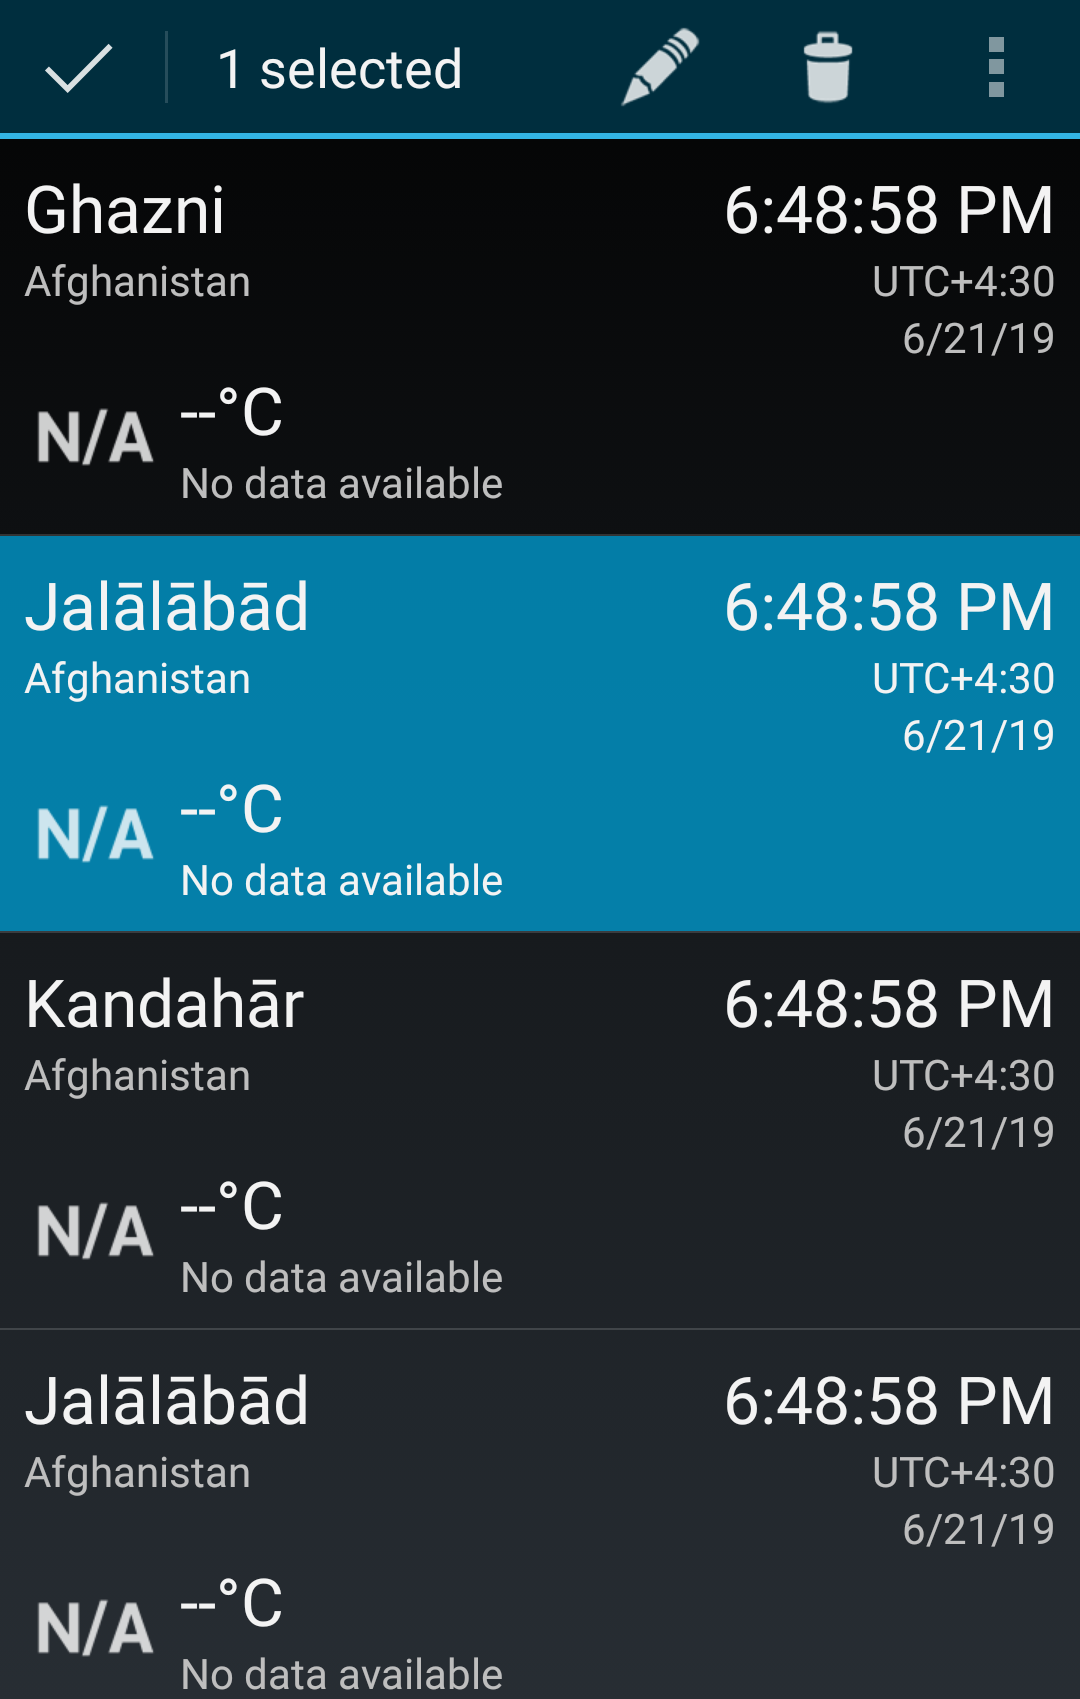 1 selected
Ghazni 6:48:58 PM
Afghanistan UTC+4:30
6/21/19
N/A --°C
No data available
Jalālābād 6:48:58 PM
Afghanistan UTC+4:30
6/21/19
N/A --°C
No data available
Kandahār 6:48:58 PM
Afghanistan UTC+4:30
6/21/19
N/A --°C
No data available
Jalālābād 6:48:58 PM
Afghanistan UTC+4:30
6/21/19
N/A --°C
No data available